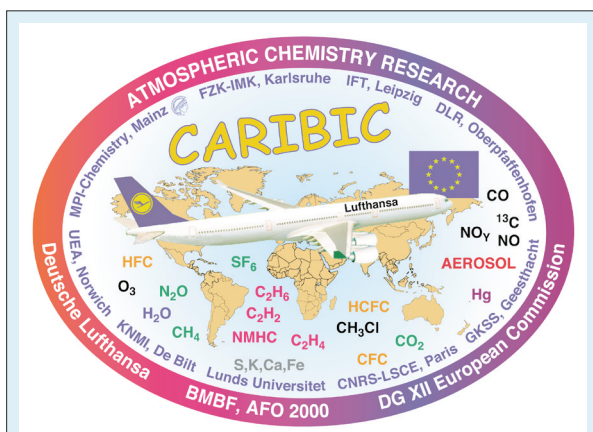 ATMOSPHERIC CHEMISTRY RESEARCH
MPI-Chemistry, Mainz
FZK-IMK, Karlsruhe
IFT, Leipzig
DLR, Oberpfaffenhofen
CARIBIC
Lufthansa
CO
¹³C
NOY NO
HFC
SF₆
AEROSOL
O₃
N₂O
C₂H₆
HCFC
Hg
H₂O
C₂H₂
CH₃Cl
CH₄
NMHC
C₂H₄
CO₂
CFC
S,K,Ca,Fe
UEA, Norwich
KNMI, De Bilt
Lunds Universitet
CNRS-LSCE, Paris
GKSS, Geesthacht
Deutsche Lufthansa
BMBF, AFO 2000
DG XII European Commission